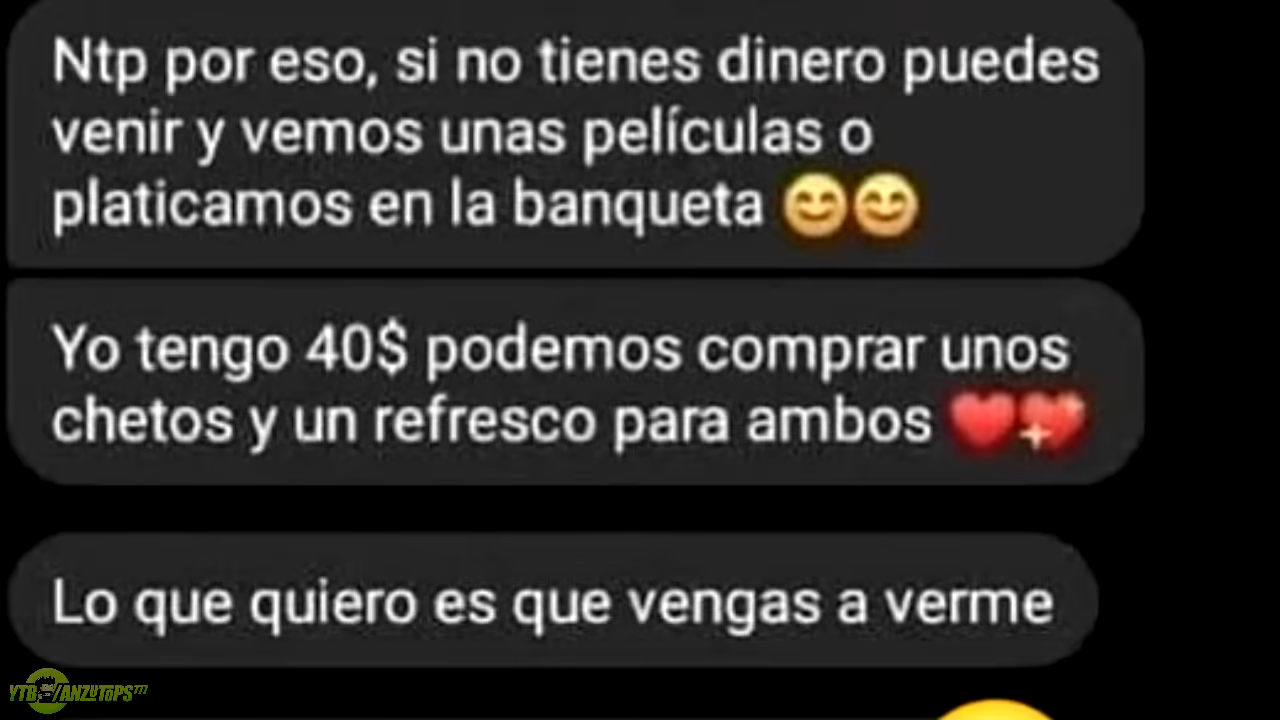 Ntp por eso, si no tienes dinero puedes
venir y vemos unas películas o
platicamos en la banqueta 😊😊
Yo tengo 40$ podemos comprar unos
chetos y un refresco para ambos ❤️💖
Lo que quiero es que vengas a verme
YTB/ANZUTOPS777